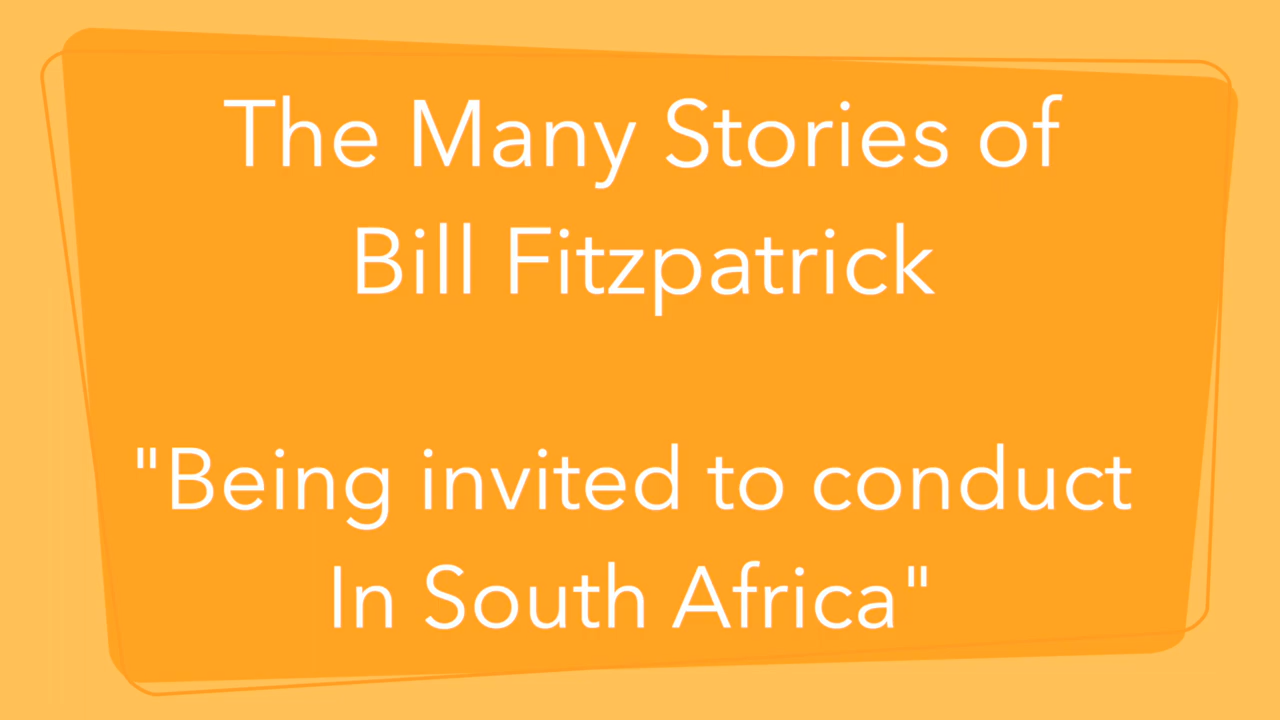 The Many Stories of
Bill Fitzpatrick
"Being invited to conduct
In South Africa"